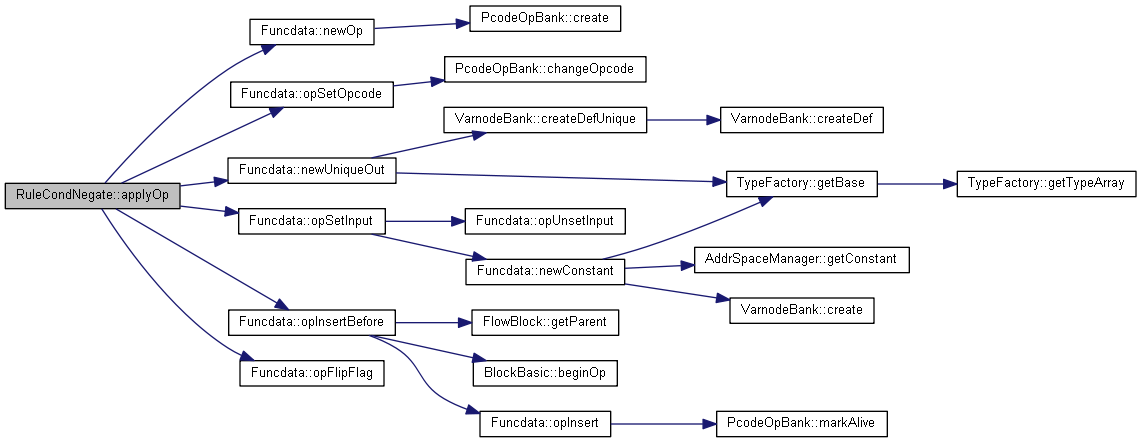 RuleCondNegate::applyOp
Funcdata::newOp
PcodeOpBank::create
Funcdata::opSetOpcode
PcodeOpBank::changeOpcode
Funcdata::newUniqueOut
VarnodeBank::createDefUnique
VarnodeBank::createDef
TypeFactory::getBase
TypeFactory::getTypeArray
Funcdata::opSetInput
Funcdata::opUnsetInput
Funcdata::newConstant
AddrSpaceManager::getConstant
VarnodeBank::create
Funcdata::opInsertBefore
FlowBlock::getParent
BlockBasic::beginOp
Funcdata::opInsert
PcodeOpBank::markAlive
Funcdata::opFlipFlag